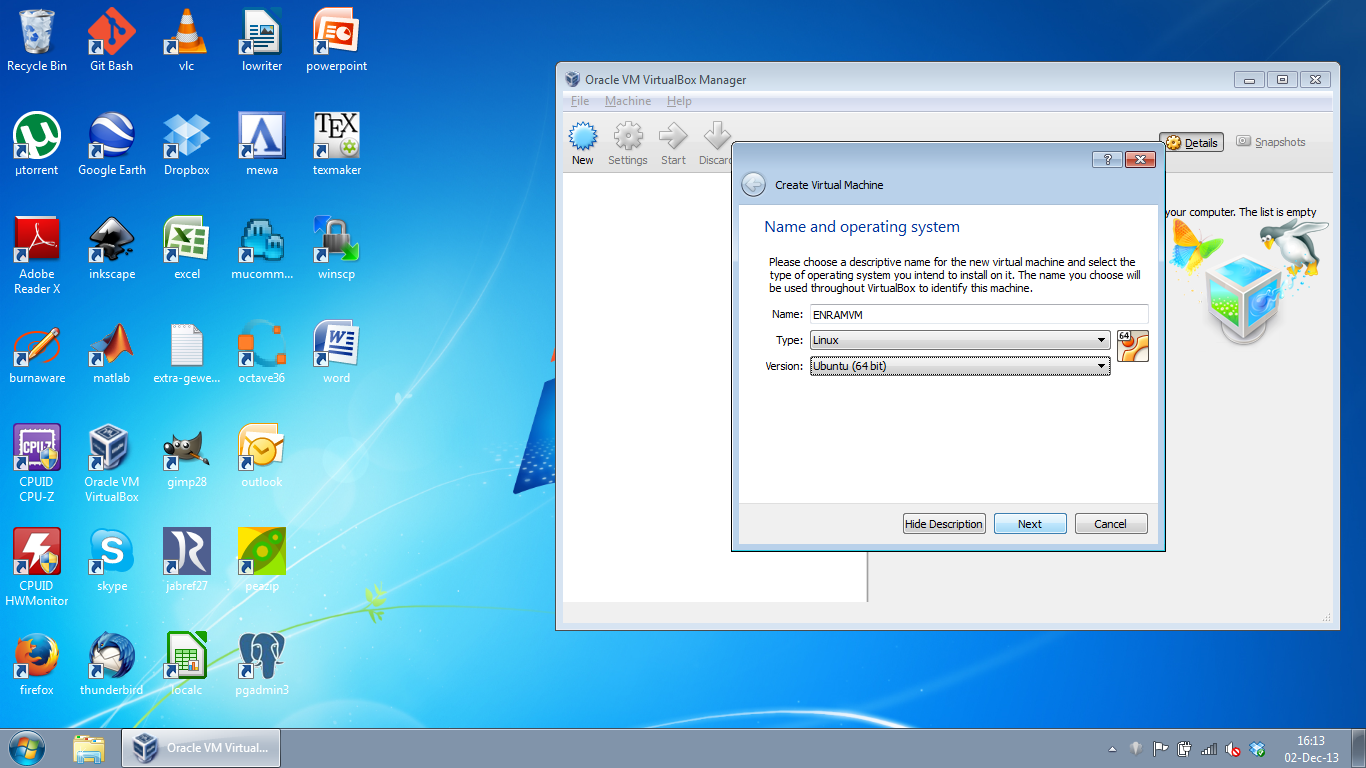 Recycle Bin
Git Bash
vlc
lowriter
powerpoint
µtorrent
Google Earth
Dropbox
mewa
TEX
texmaker
Adobe
Reader X
inkscape
excel
mucomm...
winscp
burnaware
matlab
extra-gewe...
octave36
word
CPU-Z
CPUID
CPU-Z
Oracle VM
VirtualBox
gimp28
outlook
CPUID
HWMonitor
skype
jabref27
peazip
firefox
thunderbird
localc
pgadmin3
Oracle VM VirtualBox Manager
File Machine Help
New Settings Start Discard
Details Snapshots
your computer. The list is empty
Create Virtual Machine
Name and operating system
Please choose a descriptive name for the new virtual machine and select the
type of operating system you intend to install on it. The name you choose will
be used throughout VirtualBox to identify this machine.
Name: ENRAMVM
Type: Linux
64
Version: Ubuntu (64 bit)
Hide Description Next Cancel
Oracle VM Virtual...
16:13
02-Dec-13